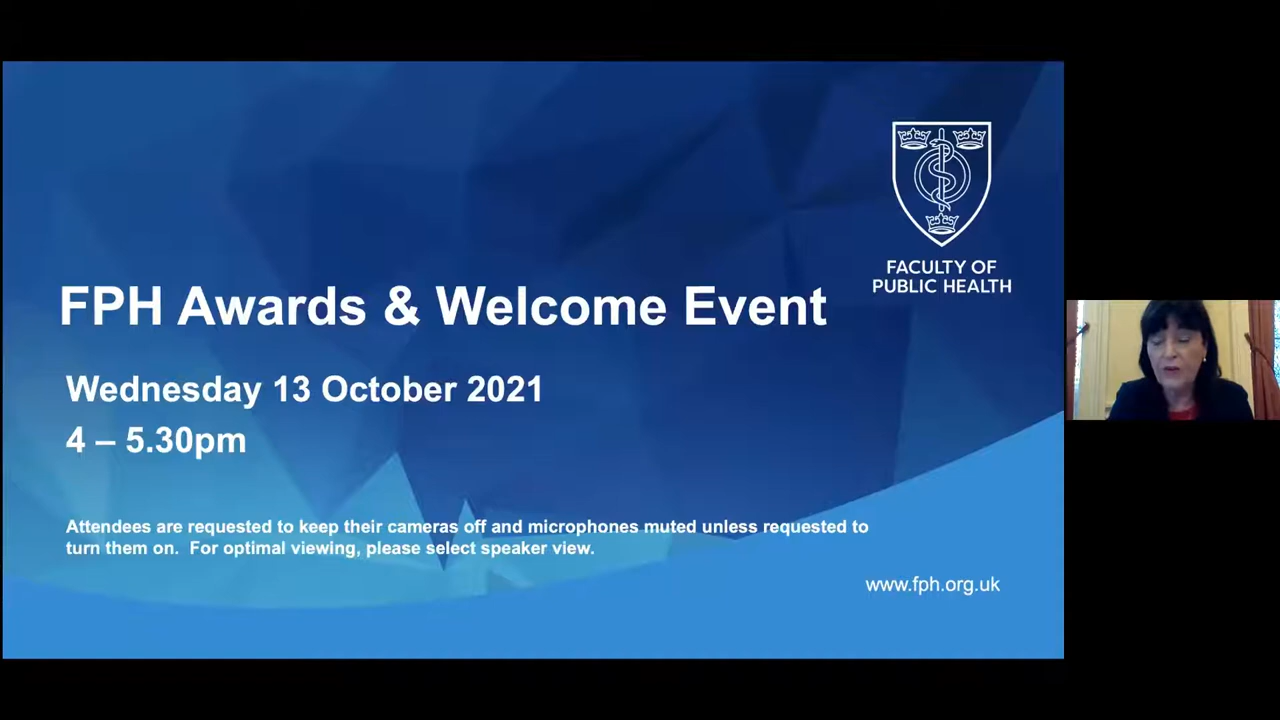 FACULTY OF
PUBLIC HEALTH
FPH Awards & Welcome Event
Wednesday 13 October 2021
4 – 5.30pm
Attendees are requested to keep their cameras off and microphones muted unless requested to
turn them on.  For optimal viewing, please select speaker view.
www.fph.org.uk